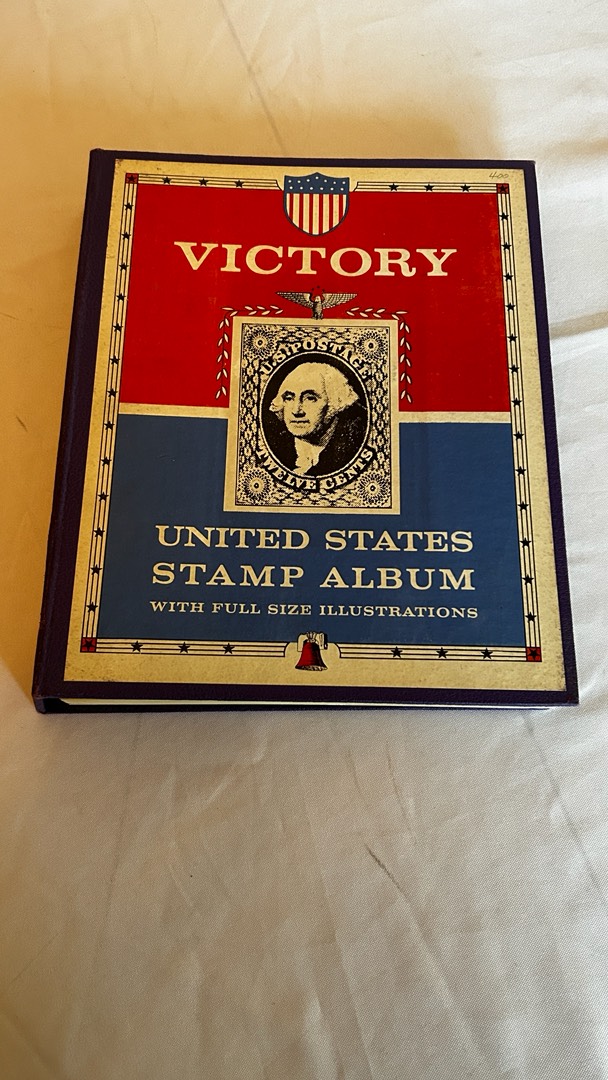 400
VICTORY
U.S. POSTAGE
TWELVE CENTS
UNITED STATES
STAMP ALBUM
WITH FULL SIZE ILLUSTRATIONS